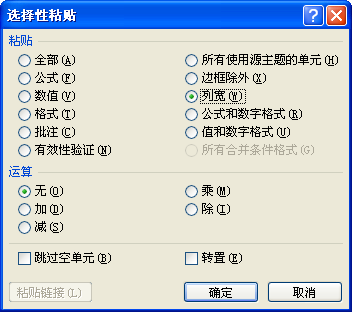 选择性粘贴
粘贴
全部(A)
所有使用源主题的单元(H)
公式(F)
边框除外(X)
数值(V)
列宽(W)
格式(T)
公式和数字格式(R)
批注(C)
值和数字格式(U)
有效性验证(N)
所有合并条件格式(G)
运算
无(O)
乘(M)
加(D)
除(I)
减(S)
跳过空单元(B)
转置(E)
粘贴链接(L)
确定
取消